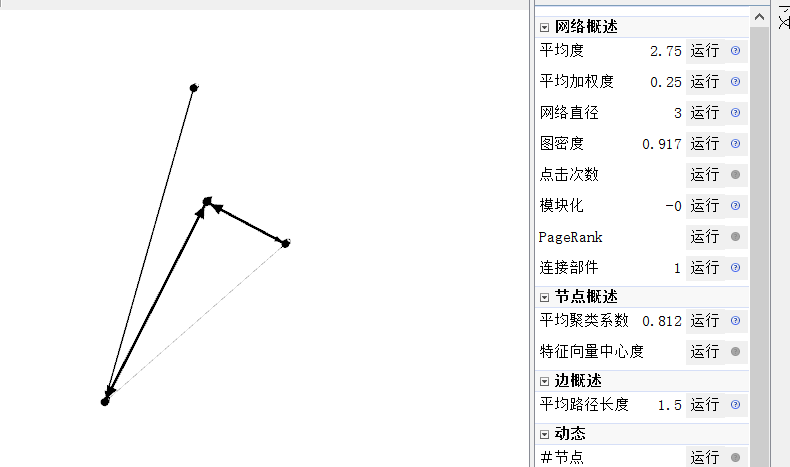 网络概述
平均度 2.75 运行
平均加权度 0.25 运行
网络直径 3 运行
图密度 0.917 运行
点击次数 运行
模块化 -0 运行
PageRank 运行
连接部件 1 运行
节点概述
平均聚类系数 0.812 运行
特征向量中心度 运行
边概述
平均路径长度 1.5 运行
动态
#节点 运行